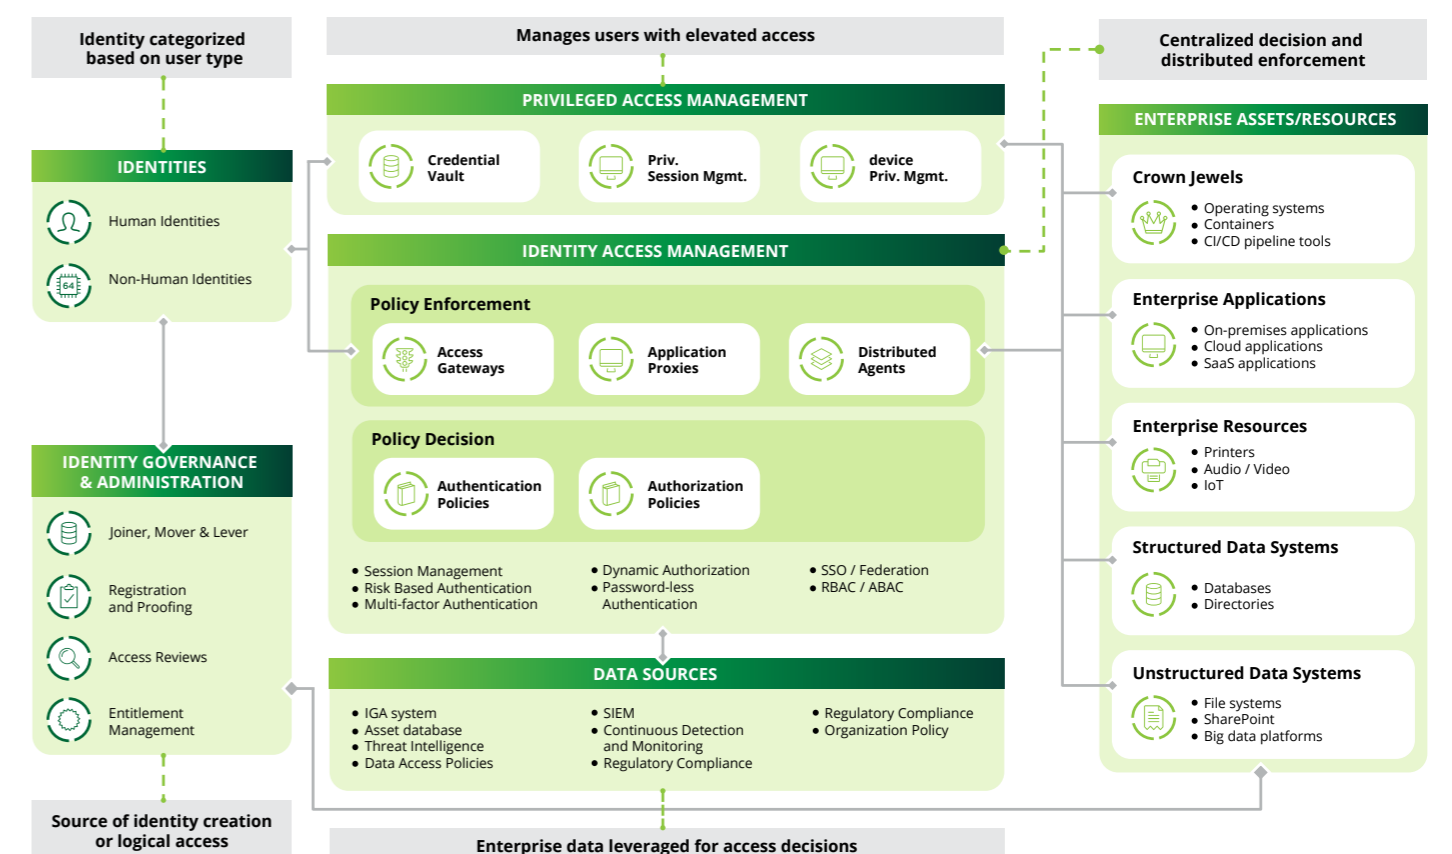 Identity categorized
based on user type
IDENTITIES
Human Identities
64
Non-Human Identities
IDENTITY GOVERNANCE
& ADMINISTRATION
Joiner, Mover & Lever
Registration
and Proofing
Access Reviews
Entitlement
Management
Source of identity creation
or logical access
Manages users with elevated access
PRIVILEGED ACCESS MANAGEMENT
Credential
Vault
Priv.
Session Mgmt.
device
Priv. Mgmt.
IDENTITY ACCESS MANAGEMENT
Policy Enforcement
Access
Gateways
Application
Proxies
Distributed
Agents
Policy Decision
Authentication
Policies
Authorization
Policies
• Session Management
• Risk Based Authentication
• Multi-factor Authentication
• Dynamic Authorization
• Password-less
Authentication
• SSO / Federation
• RBAC / ABAC
DATA SOURCES
• IGA system
• Asset database
• Threat Intelligence
• Data Access Policies
• SIEM
• Continuous Detection
and Monitoring
• Regulatory Compliance
• Regulatory Compliance
• Organization Policy
Enterprise data leveraged for access decisions
Centralized decision and
distributed enforcement
ENTERPRISE ASSETS/RESOURCES
Crown Jewels
• Operating systems
• Containers
• CI/CD pipeline tools
Enterprise Applications
• On-premises applications
• Cloud applications
• SaaS applications
Enterprise Resources
• Printers
• Audio / Video
• IoT
Structured Data Systems
• Databases
• Directories
Unstructured Data Systems
• File systems
• SharePoint
• Big data platforms